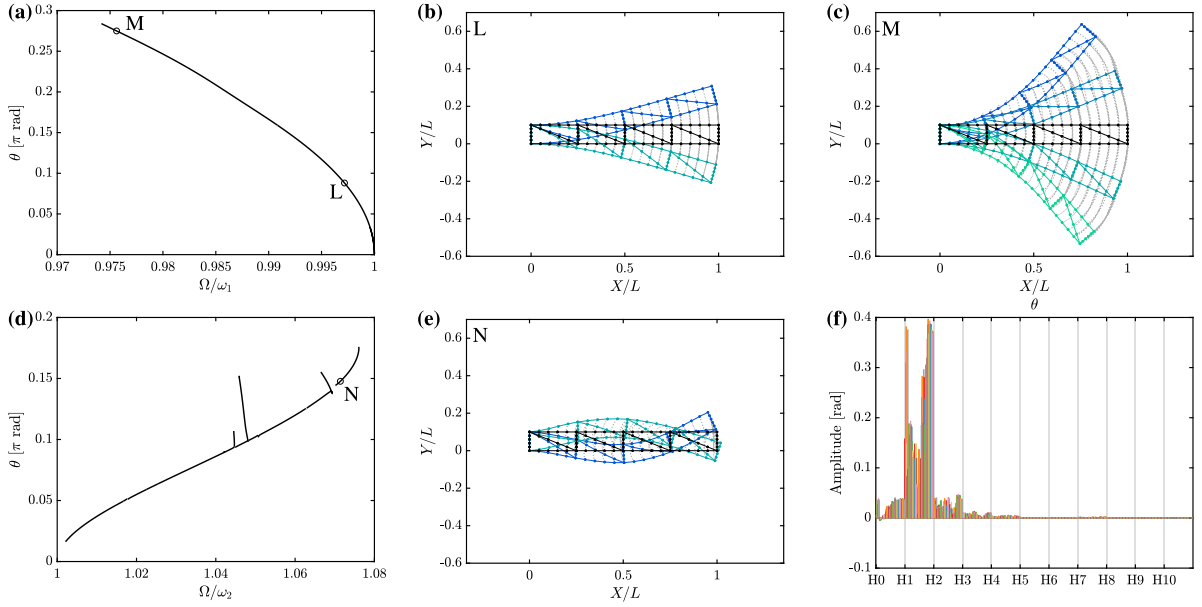 (a)
0.3
0.25
0.2
0.15
0.1
0.05
0
θ [π rad]
M
L
0.97
0.975
0.98
0.985
0.99
0.995
1
Ω/ω₁
(b)
L
0.6
0.4
0.2
0
-0.2
-0.4
-0.6
Y/L
0
0.5
1
X/L
(c)
M
0.6
0.4
0.2
0
-0.2
-0.4
-0.6
Y/L
0
0.5
1
X/L
(d)
0.2
0.15
0.1
0.05
0
θ [π rad]
N
1
1.02
1.04
1.06
1.08
Ω/ω₂
(e)
N
0.6
0.4
0.2
0
-0.2
-0.4
-0.6
Y/L
0
0.5
1
X/L
θ
(f)
0.4
0.3
0.2
0.1
0
-0.1
Amplitude [rad]
H0
H1
H2
H3
H4
H5
H6
H7
H8
H9
H10